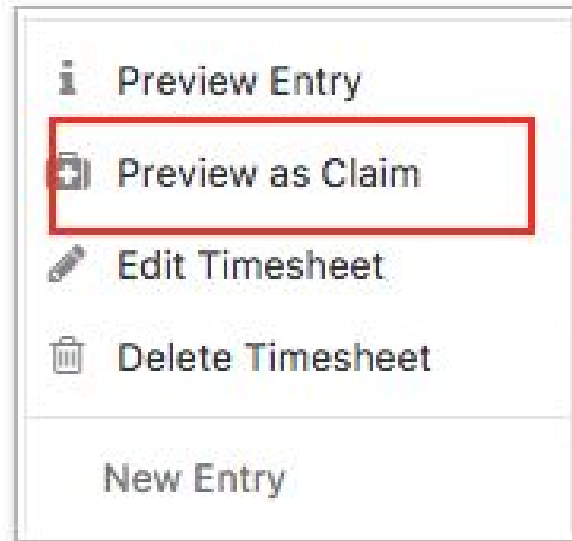 Preview Entry
Preview as Claim
Edit Timesheet
Delete Timesheet
New Entry